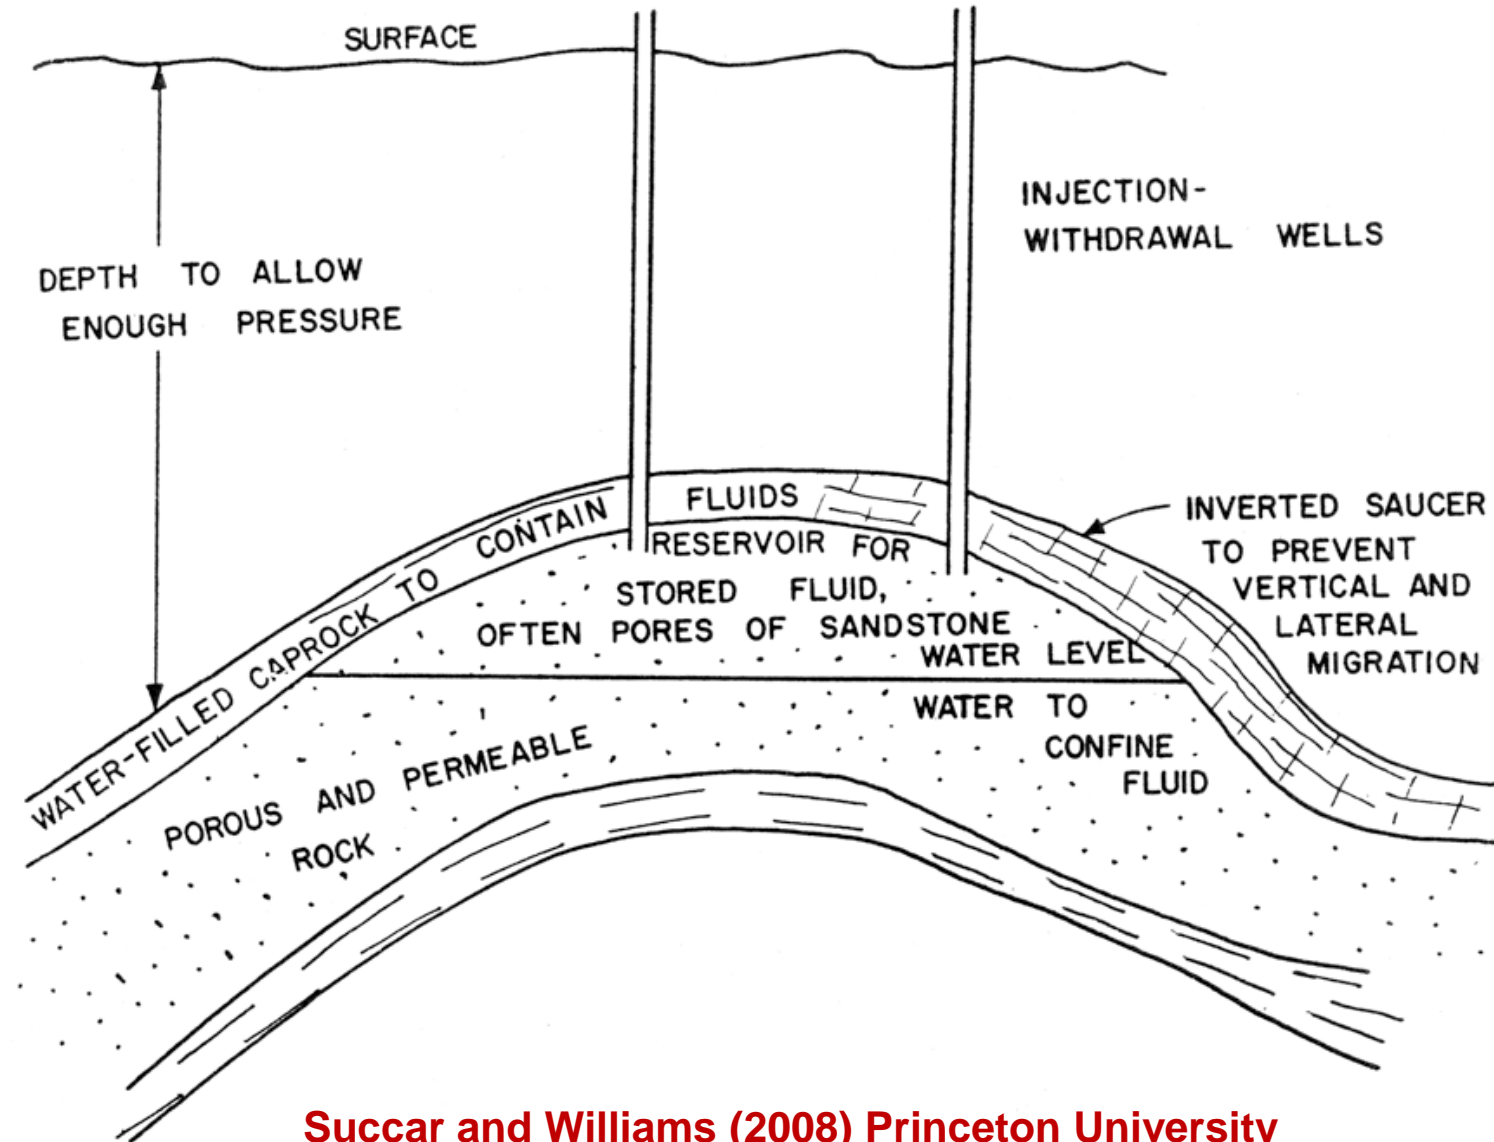 SURFACE
INJECTION-
WITHDRAWAL WELLS
DEPTH TO ALLOW
ENOUGH PRESSURE
WATER-FILLED CAPROCK TO CONTAIN FLUIDS
INVERTED SAUCER
TO PREVENT
VERTICAL AND
LATERAL
MIGRATION
RESERVOIR FOR
STORED FLUID,
OFTEN PORES OF SANDSTONE
WATER LEVEL
WATER TO
CONFINE
FLUID
POROUS AND PERMEABLE
ROCK
Succar and Williams (2008) Princeton University